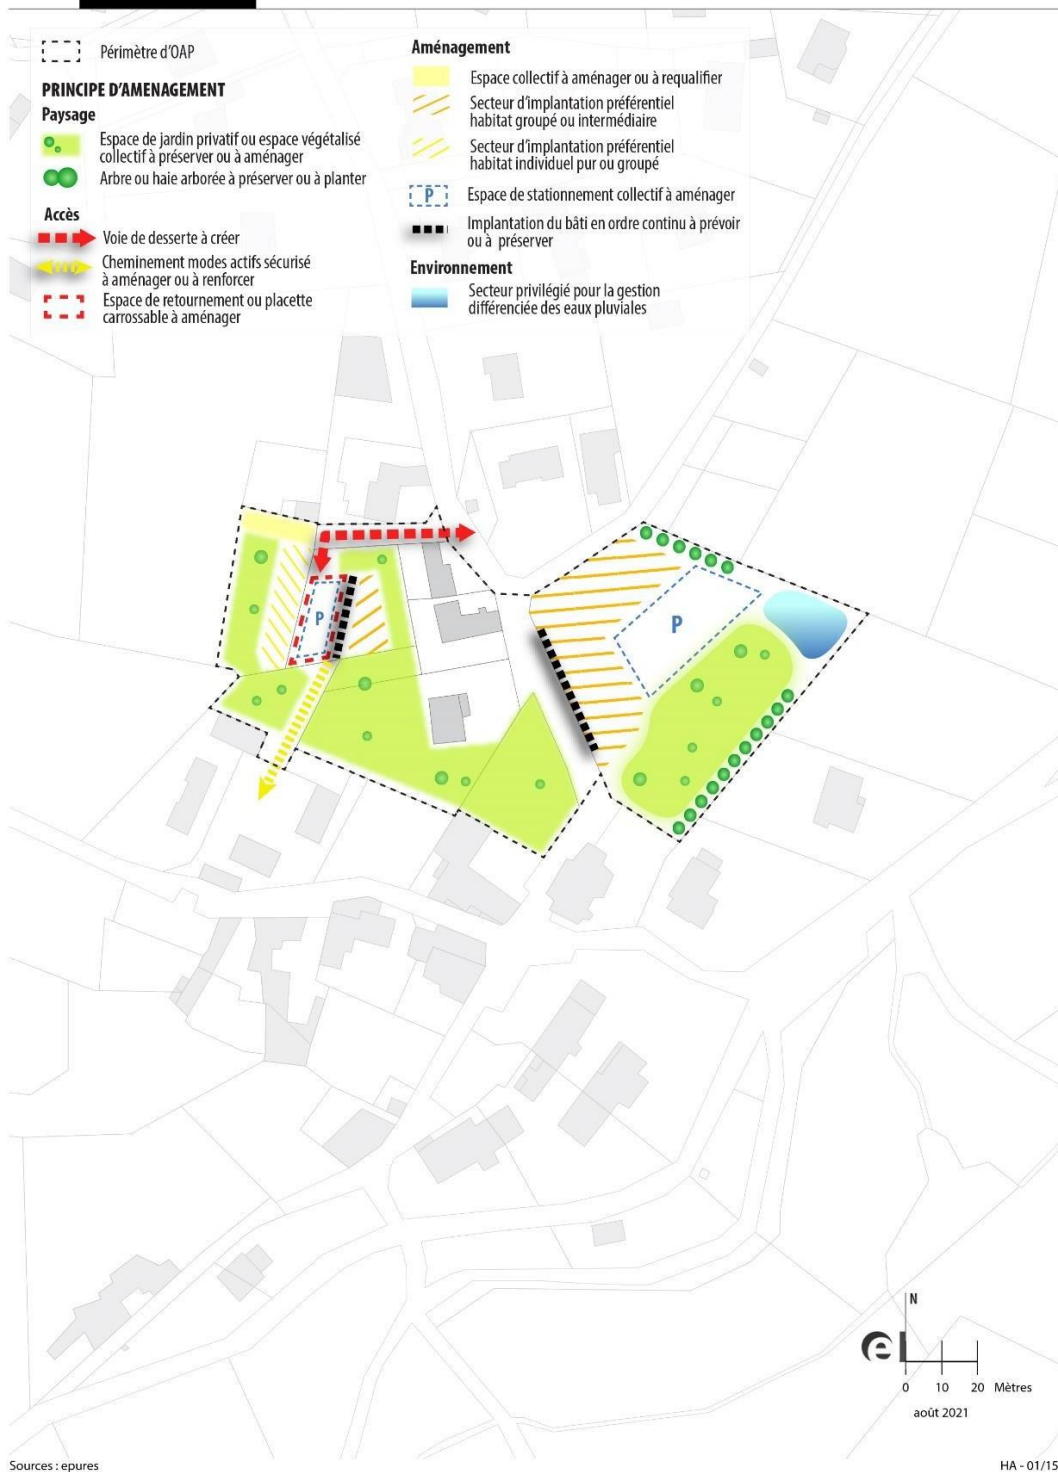 Périmètre d'OAP
PRINCIPE D'AMENAGEMENT
Paysage
Espace de jardin privatif ou espace végétalisé
collectif à préserver ou à aménager
Arbre ou haie arborée à préserver ou à planter
Accès
Voie de desserte à créer
Cheminement modes actifs sécurisé
à aménager ou à renforcer
Espace de retournement ou placette
carrossable à aménager
Aménagement
Espace collectif à aménager ou à requalifier
Secteur d'implantation préférentiel
habitat groupé ou intermédiaire
Secteur d'implantation préférentiel
habitat individuel pur ou groupé
P
Espace de stationnement collectif à aménager
Implantation du bâti en ordre continu à prévoir
ou à préserver
Environnement
Secteur privilégié pour la gestion
différenciée des eaux pluviales
P
P
N
e
0 10 20 Mètres
août 2021
Sources : epures
HA - 01/15